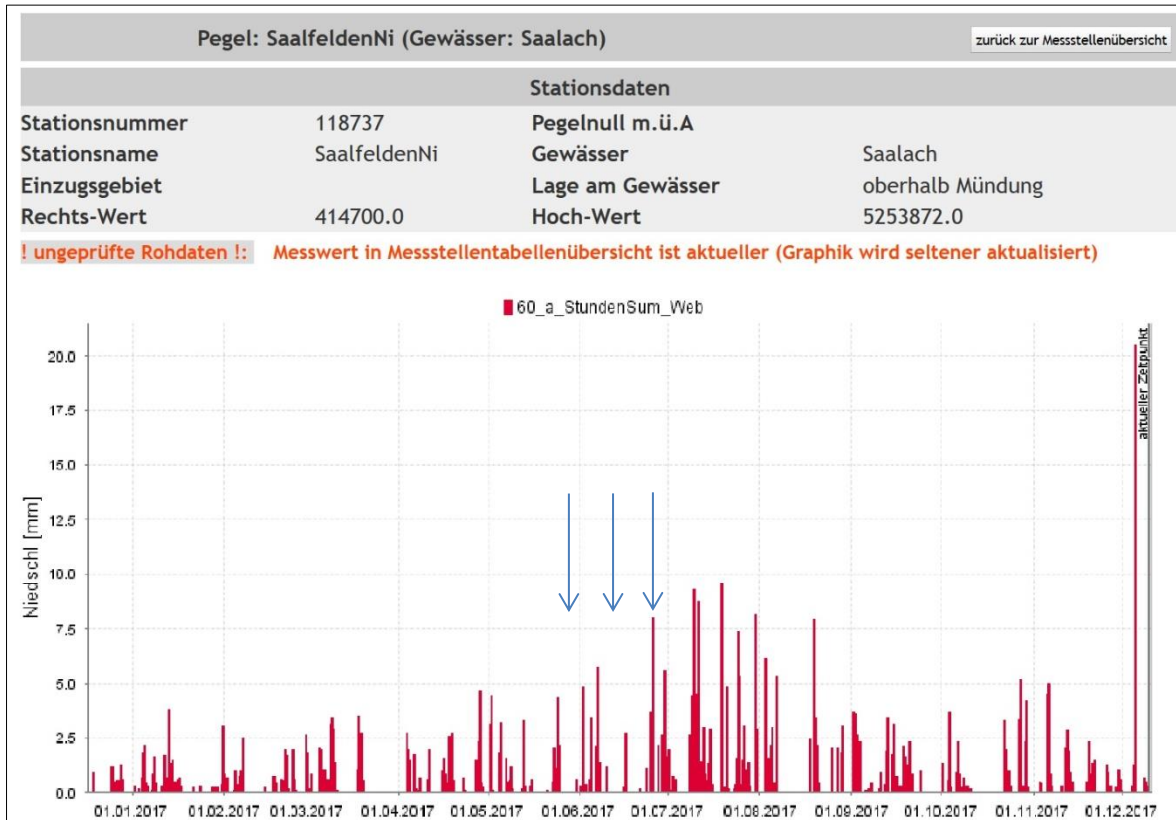 Pegel: SaalfeldenNi (Gewässer: Saalach)
zurück zur Messstellenübersicht
Stationsdaten
Stationsnummer 118737 Pegelnull m.ü.A
Stationsname SaalfeldenNi Gewässer Saalach
Einzugsgebiet Lage am Gewässer oberhalb Mündung
Rechts-Wert 414700.0 Hoch-Wert 5253872.0
! ungeprüfte Rohdaten !: Messwert in Messstellentabellenübersicht ist aktueller (Graphik wird seltener aktualisiert)
60_a_StundenSum_Web
Niedschl [mm]
20.0
17.5
15.0
12.5
10.0
7.5
5.0
2.5
0.0
aktueller Zeitpunkt
01.01.2017 01.02.2017 01.03.2017 01.04.2017 01.05.2017 01.06.2017 01.07.2017 01.08.2017 01.09.2017 01.10.2017 01.11.2017 01.12.2017